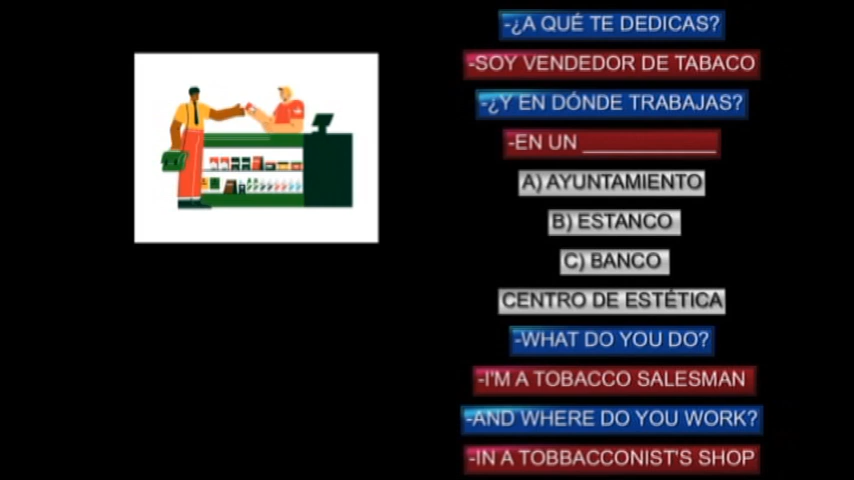 -¿A QUÉ TE DEDICAS?
-SOY VENDEDOR DE TABACO
-¿Y EN DÓNDE TRABAJAS?
-EN UN ____________
A) AYUNTAMIENTO
B) ESTANCO
C) BANCO
CENTRO DE ESTÉTICA
-WHAT DO YOU DO?
-I'M A TOBACCO SALESMAN
-AND WHERE DO YOU WORK?
-IN A TOBBACCONIST'S SHOP